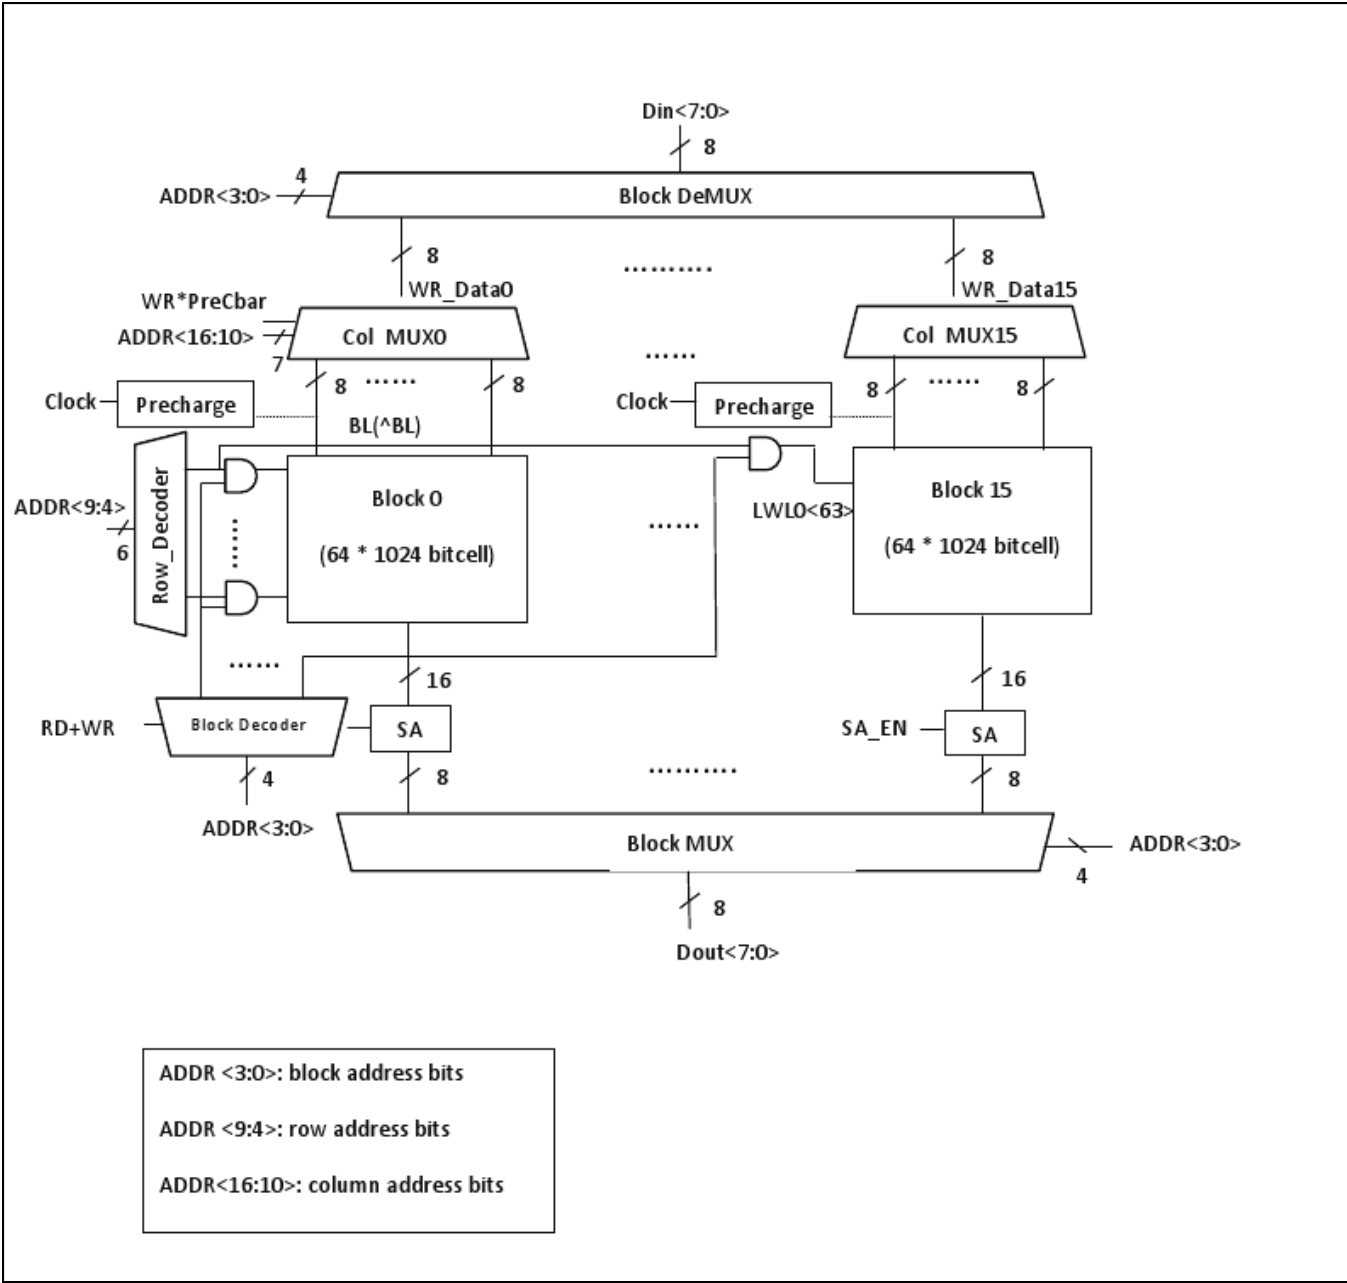 Din<7:0>
8
4
ADDR<3:0>
Block DeMUX
8
8
..........
WR_Data0
WR_Data15
WR*PreCbar
ADDR<16:10>
7
Col MUX0
......
Col MUX15
8
......
8
8
......
8
Clock
Precharge
Clock
Precharge
BL(^BL)
Row_Decoder
ADDR<9:4>
6
......
Block 0
(64 * 1024 bitcell)
......
LWL0<63>
Block 15
(64 * 1024 bitcell)
......
16
16
RD+WR
Block Decoder
SA
SA_EN
SA
4
8
..........
8
ADDR<3:0>
Block MUX
ADDR<3:0>
4
8
Dout<7:0>
ADDR <3:0>: block address bits
ADDR <9:4>: row address bits
ADDR<16:10>: column address bits